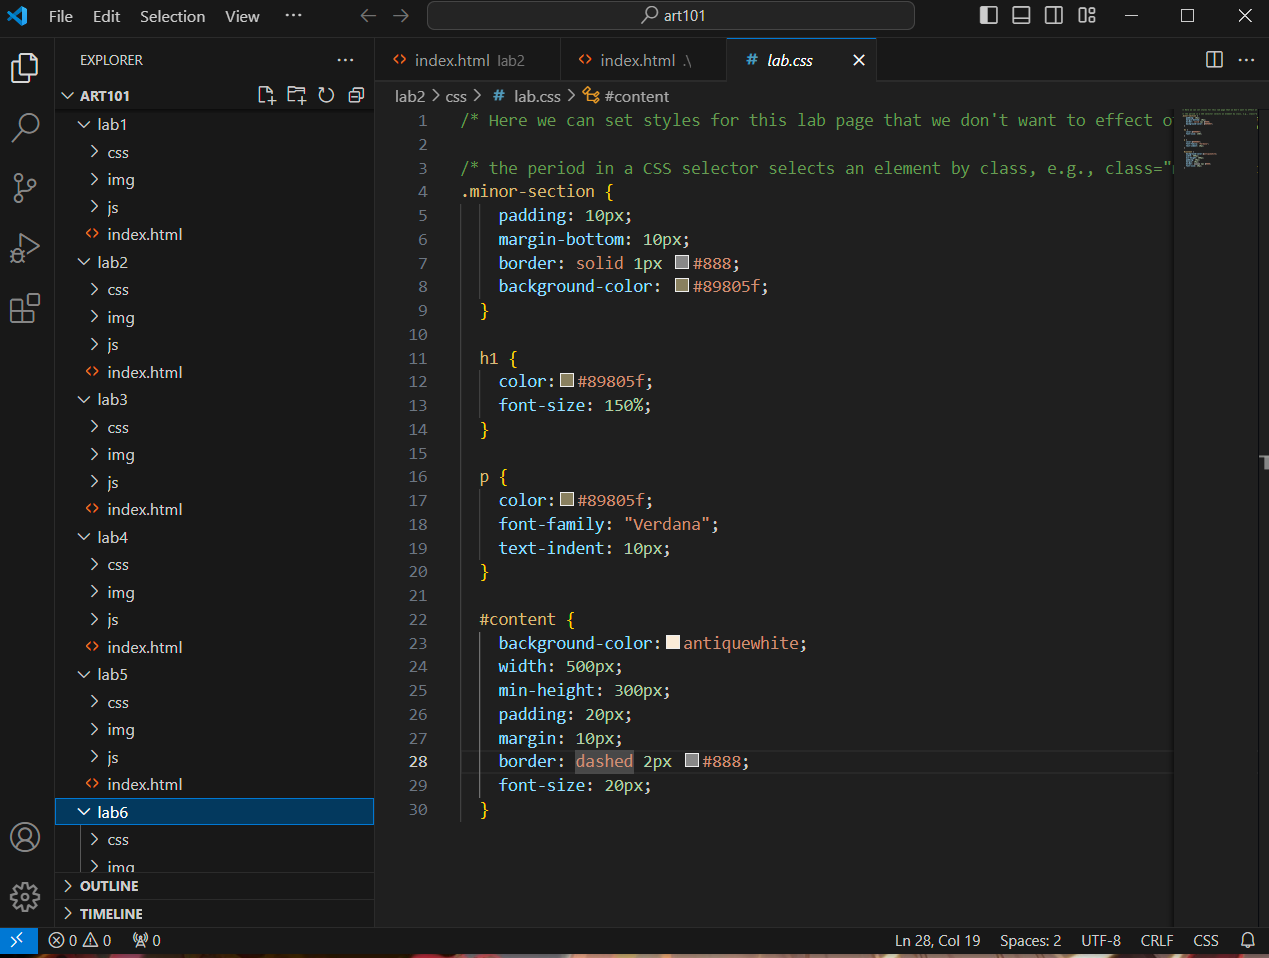 File Edit Selection View ··· art101
EXPLORER ···
index.html lab2
index.html .\
# lab.css
ART101
lab2 > css > # lab.css > #content
lab1
css
img
js
index.html
lab2
css
img
js
index.html
lab3
css
img
js
index.html
lab4
css
img
js
index.html
lab5
css
img
js
index.html
lab6
css
img
OUTLINE
TIMELINE
1 /* Here we can set styles for this lab page that we don't want to effect o
2
3 /* the period in a CSS selector selects an element by class, e.g., class="
4 .minor-section {
5 padding: 10px;
6 margin-bottom: 10px;
7 border: solid 1px #888;
8 background-color: #89805f;
9 }
10
11 h1 {
12 color: #89805f;
13 font-size: 150%;
14 }
15
16 p {
17 color: #89805f;
18 font-family: "Verdana";
19 text-indent: 10px;
20 }
21
22 #content {
23 background-color: antiquewhite;
24 width: 500px;
25 min-height: 300px;
26 padding: 20px;
27 margin: 10px;
28 border: dashed 2px #888;
29 font-size: 20px;
30 }
0 0 0 Ln 28, Col 19 Spaces: 2 UTF-8 CRLF CSS